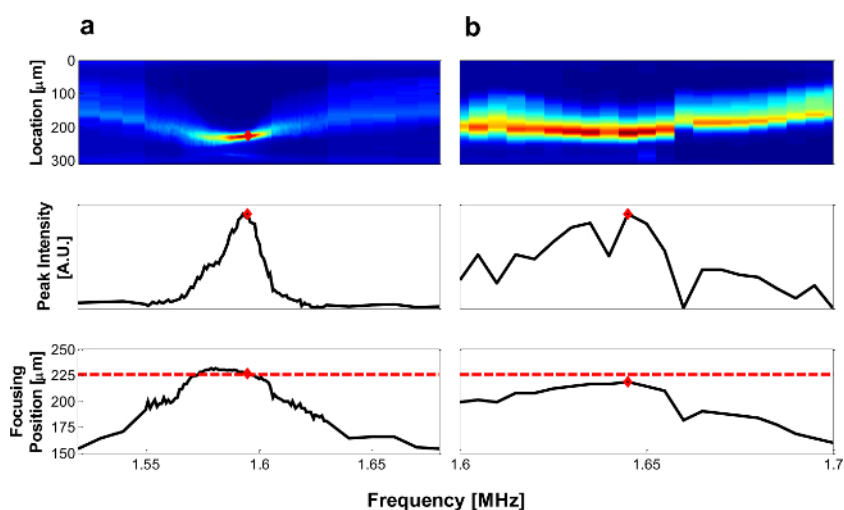 a
b
Location [µm]
0
100
200
300
Peak Intensity
[A.U.]
Focusing
Position [µm]
250
225
200
175
150
1.55
1.6
1.65
1.6
1.65
1.7
Frequency [MHz]